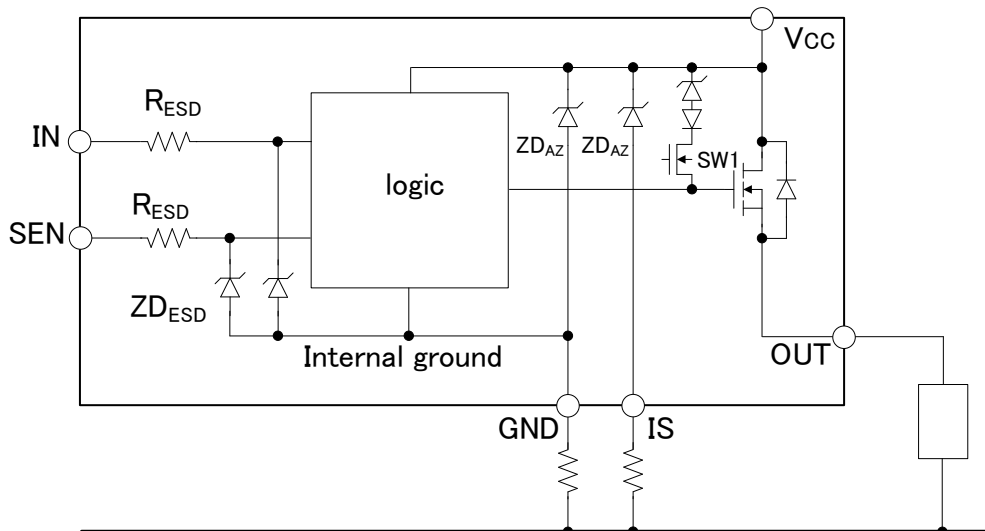 VCC
RESD
IN
ZDAZ
ZDAZ
SW1
logic
RESD
SEN
ZDESD
Internal ground
OUT
GND
IS